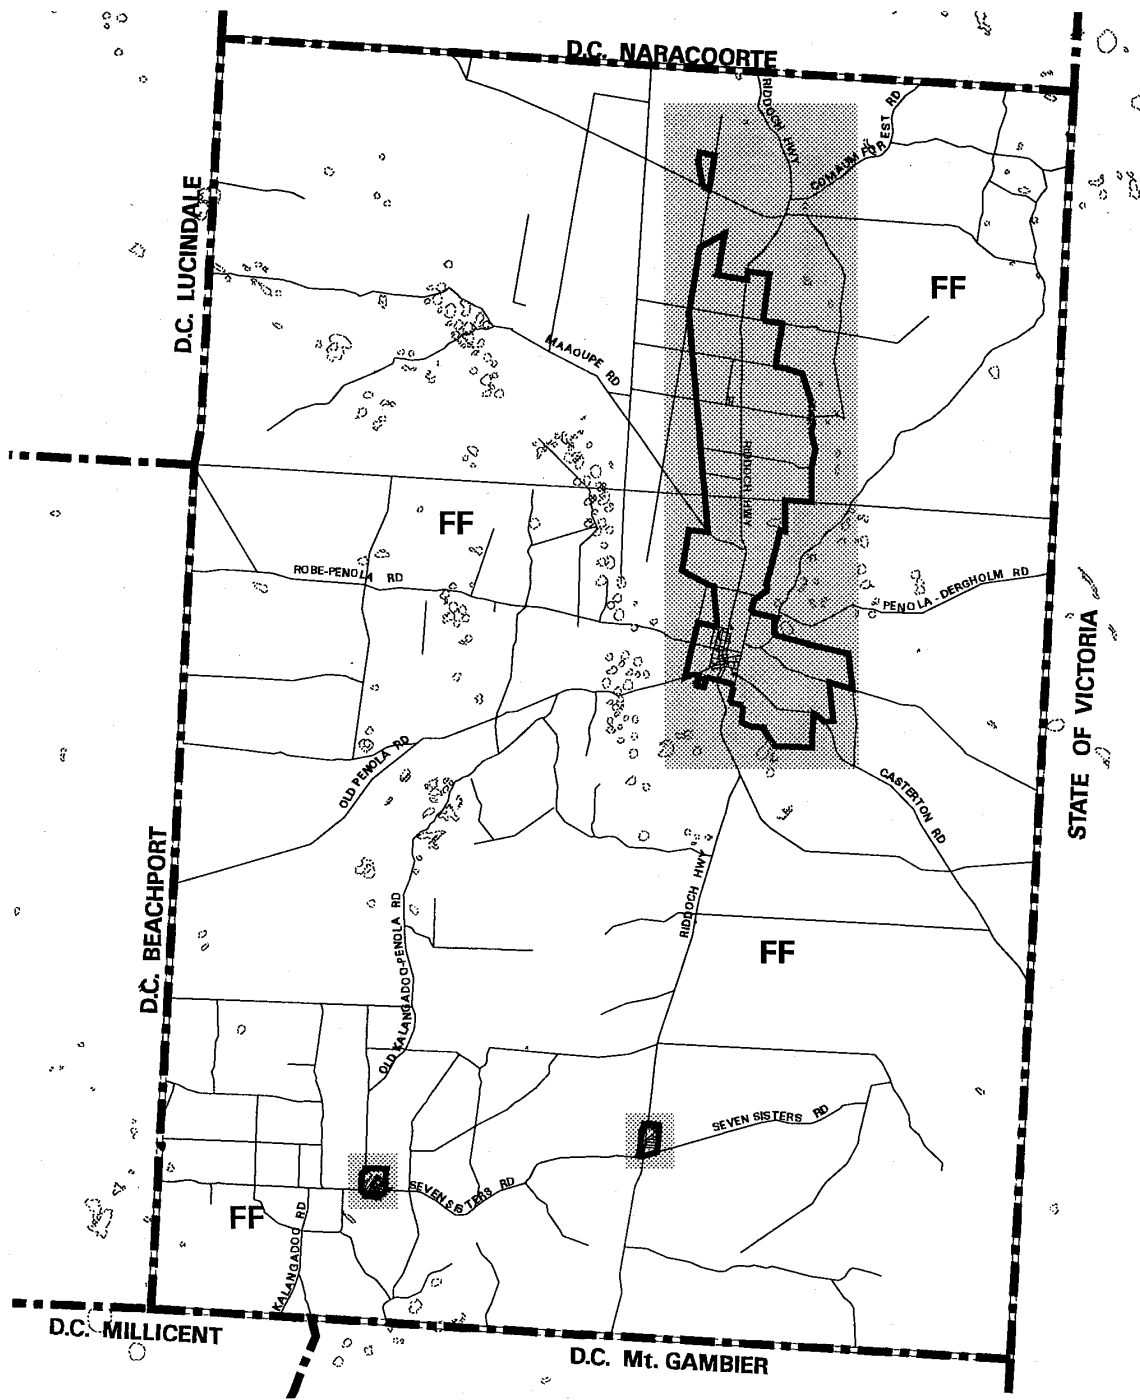 D.C. NARACOORTE
RIDDOCH HWY
COMAUM FOREST RD
D.C. LUCINDALE
FF
MAAOUPE RD
RIDDOCH HWY
FF
ROBE-PENOLA RD
PENOLA - DERGHOLM RD
STATE OF VICTORIA
OLD PENOLA RD
CASTERTON RD
D.C. BEACHPORT
RIDDOCH HWY
OLD KALANGADOO-PENOLA RD
FF
SEVEN SISTERS RD
SEVEN SISTERS RD
FF
KALANGADOO RD
D.C. MILLICENT
D.C. Mt. GAMBIER